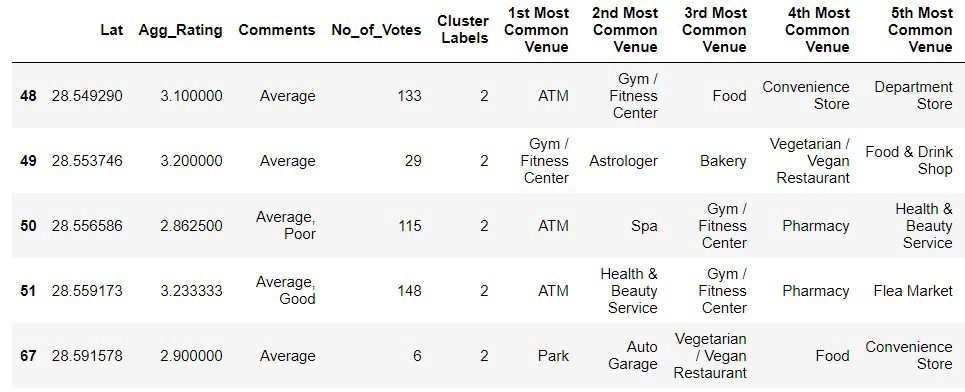 Lat Agg_Rating Comments No_of_Votes Cluster Labels 1st Most Common Venue 2nd Most Common Venue 3rd Most Common Venue 4th Most Common Venue 5th Most Common Venue
48 28.549290 3.100000 Average 133 2 ATM Gym / Fitness Center Food Convenience Store Department Store
49 28.553746 3.200000 Average 29 2 Gym / Fitness Center Astrologer Bakery Vegetarian / Vegan Restaurant Food & Drink Shop
50 28.556586 2.862500 Average, Poor 115 2 ATM Spa Gym / Fitness Center Pharmacy Health & Beauty Service
51 28.559173 3.233333 Average, Good 148 2 ATM Health & Beauty Service Gym / Fitness Center Pharmacy Flea Market
67 28.591578 2.900000 Average 6 2 Park Auto Garage Vegetarian / Vegan Restaurant Food Convenience Store